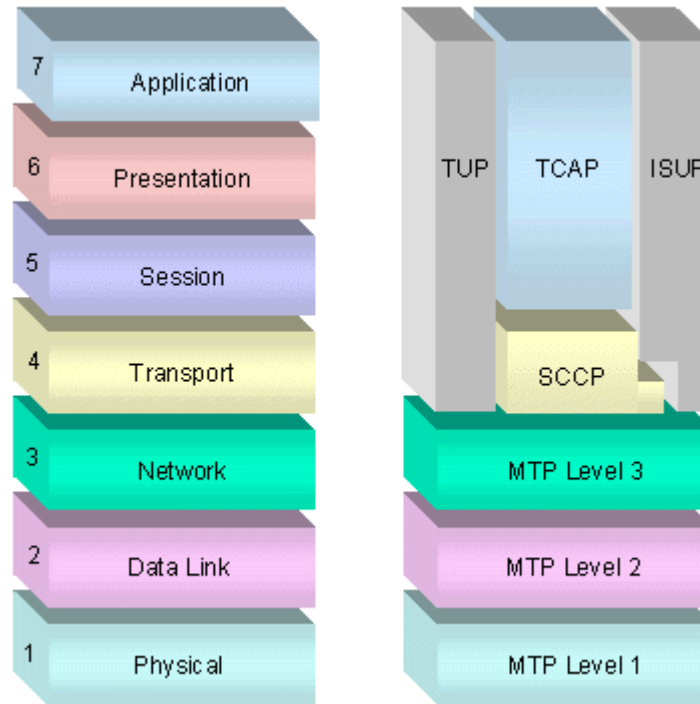 7
Application
6
Presentation
5
Session
4
Transport
3
Network
2
Data Link
1
Physical
TUP
TCAP
ISUP
SCCP
MTP Level 3
MTP Level 2
MTP Level 1